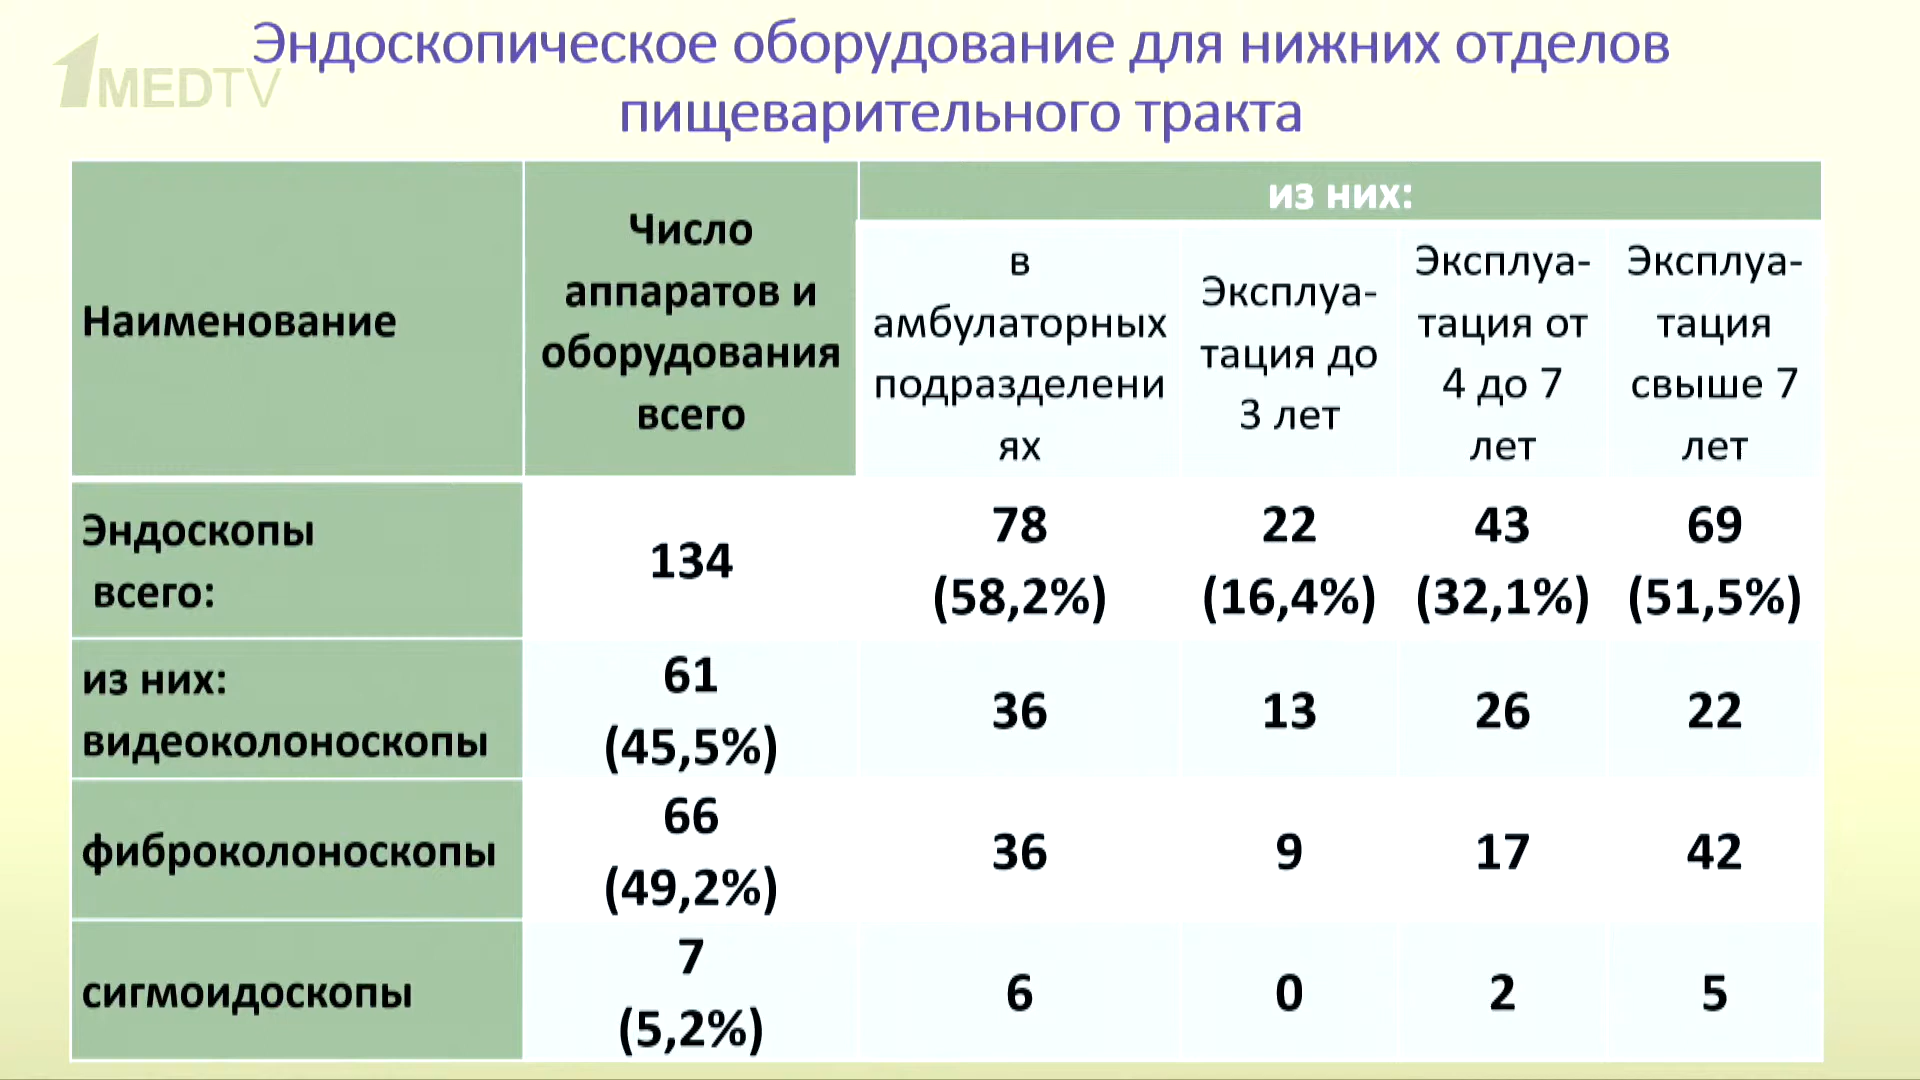 1MEDTV
Эндоскопическое оборудование для нижних отделов
пищеварительного тракта
Наименование
Число
аппаратов и
оборудования
всего
из них:
в
амбулаторных
подразделени
ях
Эксплуа-
тация до
3 лет
Эксплуа-
тация от
4 до 7
лет
Эксплуа-
тация
свыше 7
лет
Эндоскопы
всего:
134
78
(58,2%)
22
(16,4%)
43
(32,1%)
69
(51,5%)
из них:
видеоколоноскопы
61
(45,5%)
36
13
26
22
фиброколоноскопы
66
(49,2%)
36
9
17
42
сигмоидоскопы
7
(5,2%)
6
0
2
5